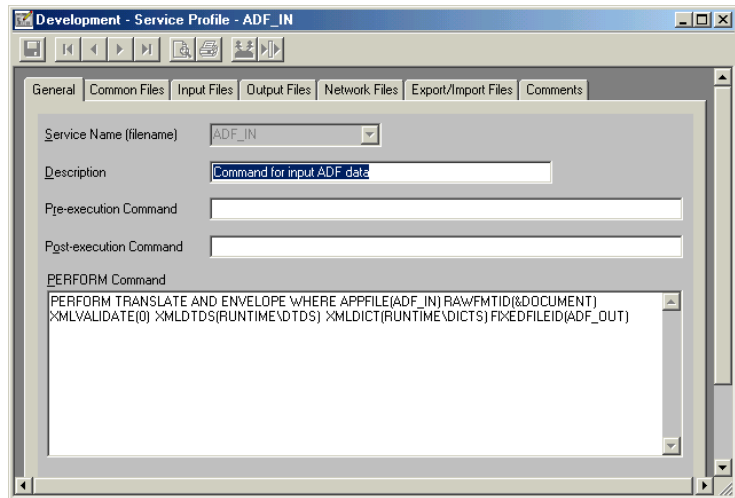 Development - Service Profile - ADF_IN
General Common Files Input Files Output Files Network Files Export/Import Files Comments
Service Name (filename) ADF_IN
Description Command for input ADF data
Pre-execution Command
Post-execution Command
PERFORM Command
PERFORM TRANSLATE AND ENVELOPE WHERE APPFILE(ADF_IN) RAWFMTID(&DOCUMENT)
XMLVALIDATE(0) XMLDTDS(RUNTIME\DTDS) XMLDICT(RUNTIME\DICTS) FIXEDFILEID(ADF_OUT)